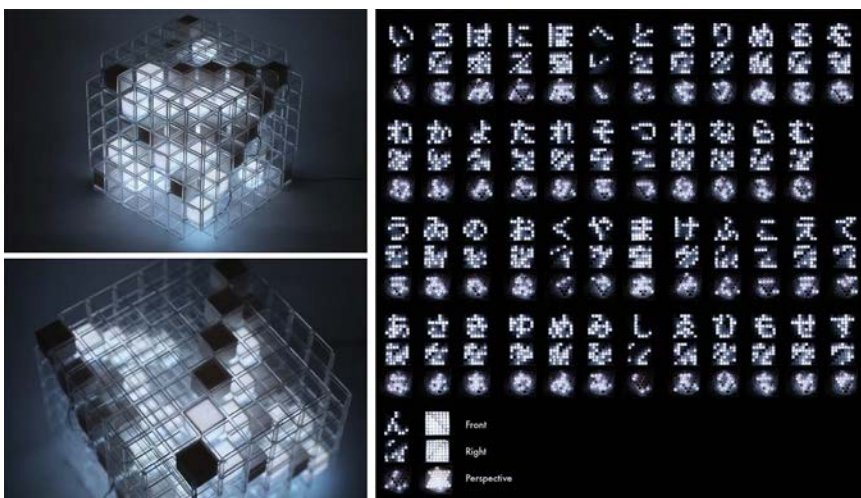 い ろ は に ほ へ と ち り ぬ る を
わ か よ た れ そ つ ね な ら む
う ゐ の お く や ま け ふ こ え て
あ さ き ゆ め み し ゑ ひ も せ す
ん Front
Right
Perspective